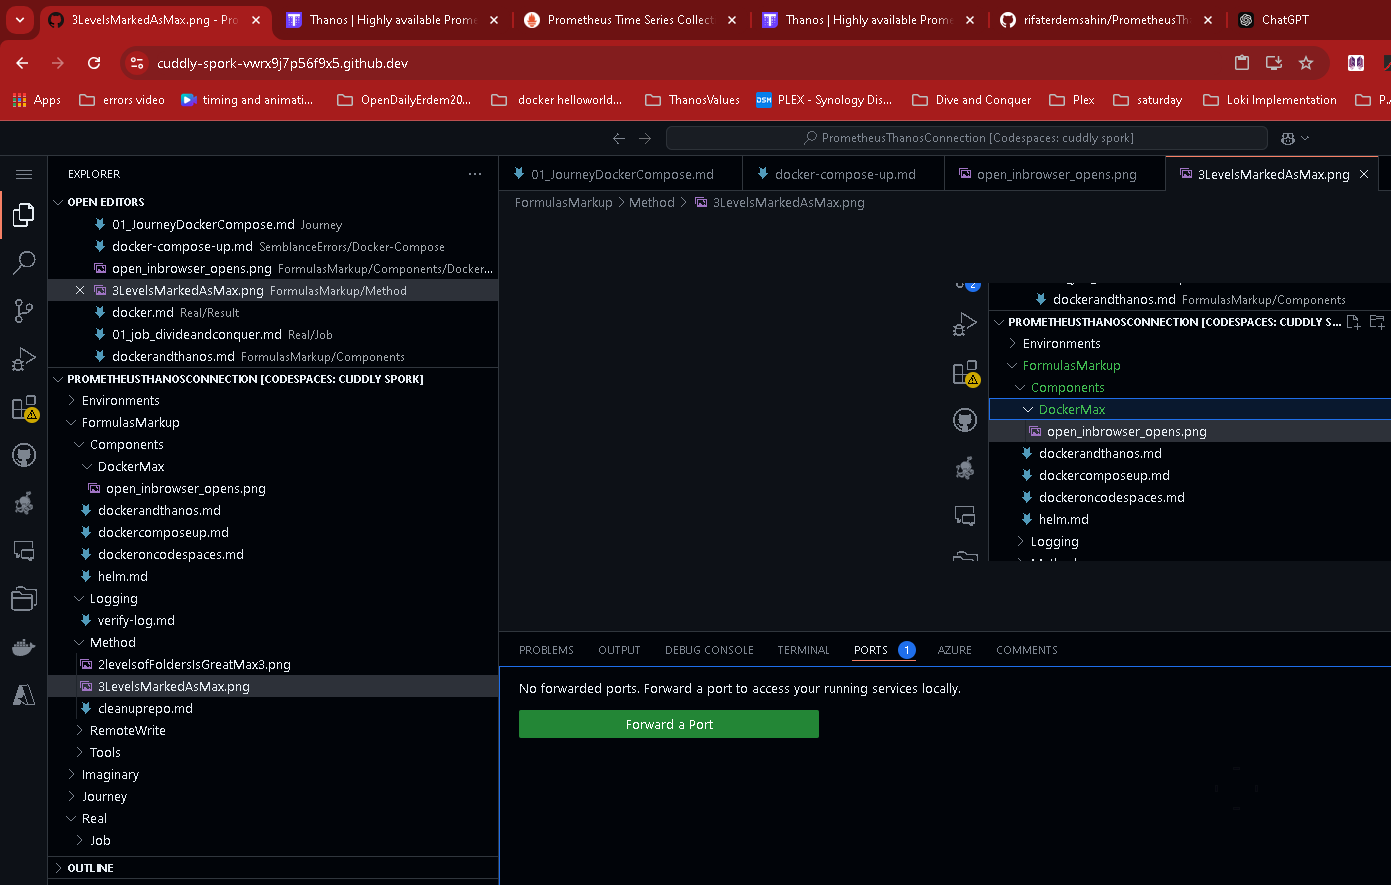 3LevelsMarkedAsMax.png - Pro
Thanos | Highly available Prome
Prometheus Time Series Collect
Thanos | Highly available Prome
rifaterdemsahin/PrometheusTh
ChatGPT
cuddly-spork-vwrx9j7p56f9x5.github.dev
Apps
errors video
timing and animati...
OpenDailyErdem20...
docker helloworld...
ThanosValues
DSM
PLEX - Synology Dis...
Dive and Conquer
Plex
saturday
Loki Implementation
PrometheusThanosConnection [Codespaces: cuddly spork]
EXPLORER
OPEN EDITORS
01_JourneyDockerCompose.md Journey
docker-compose-up.md SemblanceErrors/Docker-Compose
open_inbrowser_opens.png FormulasMarkup/Components/Docker...
3LevelsMarkedAsMax.png FormulasMarkup/Method
docker.md Real/Result
01_job_divideandconquer.md Real/Job
dockerandthanos.md FormulasMarkup/Components
PROMETHEUSTHANOSCONNECTION [CODESPACES: CUDDLY SPORK]
Environments
FormulasMarkup
Components
DockerMax
open_inbrowser_opens.png
dockerandthanos.md
dockercomposeup.md
dockeroncodespaces.md
helm.md
Logging
verify-log.md
Method
2levelsofFoldersIsGreatMax3.png
3LevelsMarkedAsMax.png
cleanuprepo.md
RemoteWrite
Tools
Imaginary
Journey
Real
Job
OUTLINE
01_JourneyDockerCompose.md
docker-compose-up.md
open_inbrowser_opens.png
3LevelsMarkedAsMax.png
FormulasMarkup > Method > 3LevelsMarkedAsMax.png
2
dockerandthanos.md FormulasMarkup/Components
PROMETHEUSTHANOSCONNECTION [CODESPACES: CUDDLY S...
Environments
FormulasMarkup
Components
DockerMax
open_inbrowser_opens.png
dockerandthanos.md
dockercomposeup.md
dockeroncodespaces.md
helm.md
Logging
PROBLEMS
OUTPUT
DEBUG CONSOLE
TERMINAL
PORTS 1
AZURE
COMMENTS
No forwarded ports. Forward a port to access your running services locally.
Forward a Port